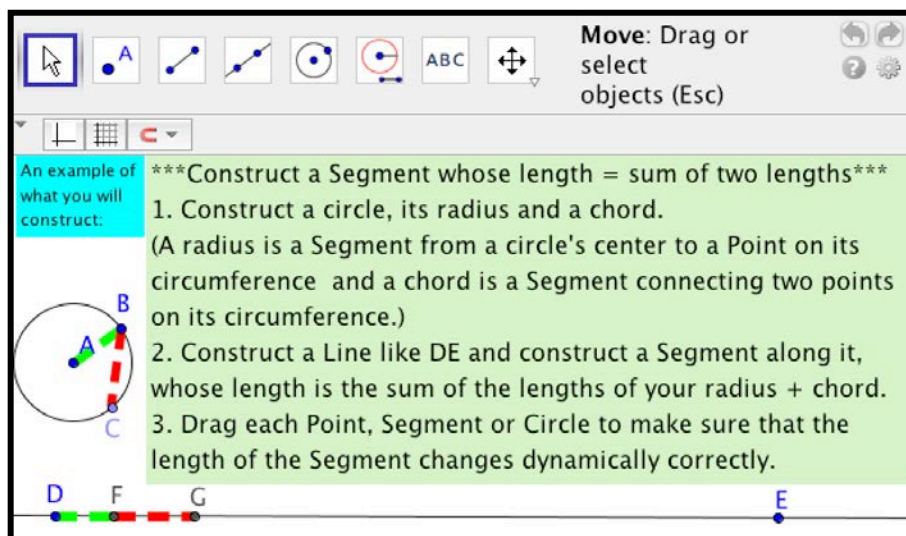 A
ABC
Move: Drag or
select
objects (Esc)
An example of
what you will
construct:
***Construct a Segment whose length = sum of two lengths***
1. Construct a circle, its radius and a chord.
(A radius is a Segment from a circle's center to a Point on its
circumference and a chord is a Segment connecting two points
on its circumference.)
2. Construct a Line like DE and construct a Segment along it,
whose length is the sum of the lengths of your radius + chord.
3. Drag each Point, Segment or Circle to make sure that the
length of the Segment changes dynamically correctly.
B
A
C
D F G E